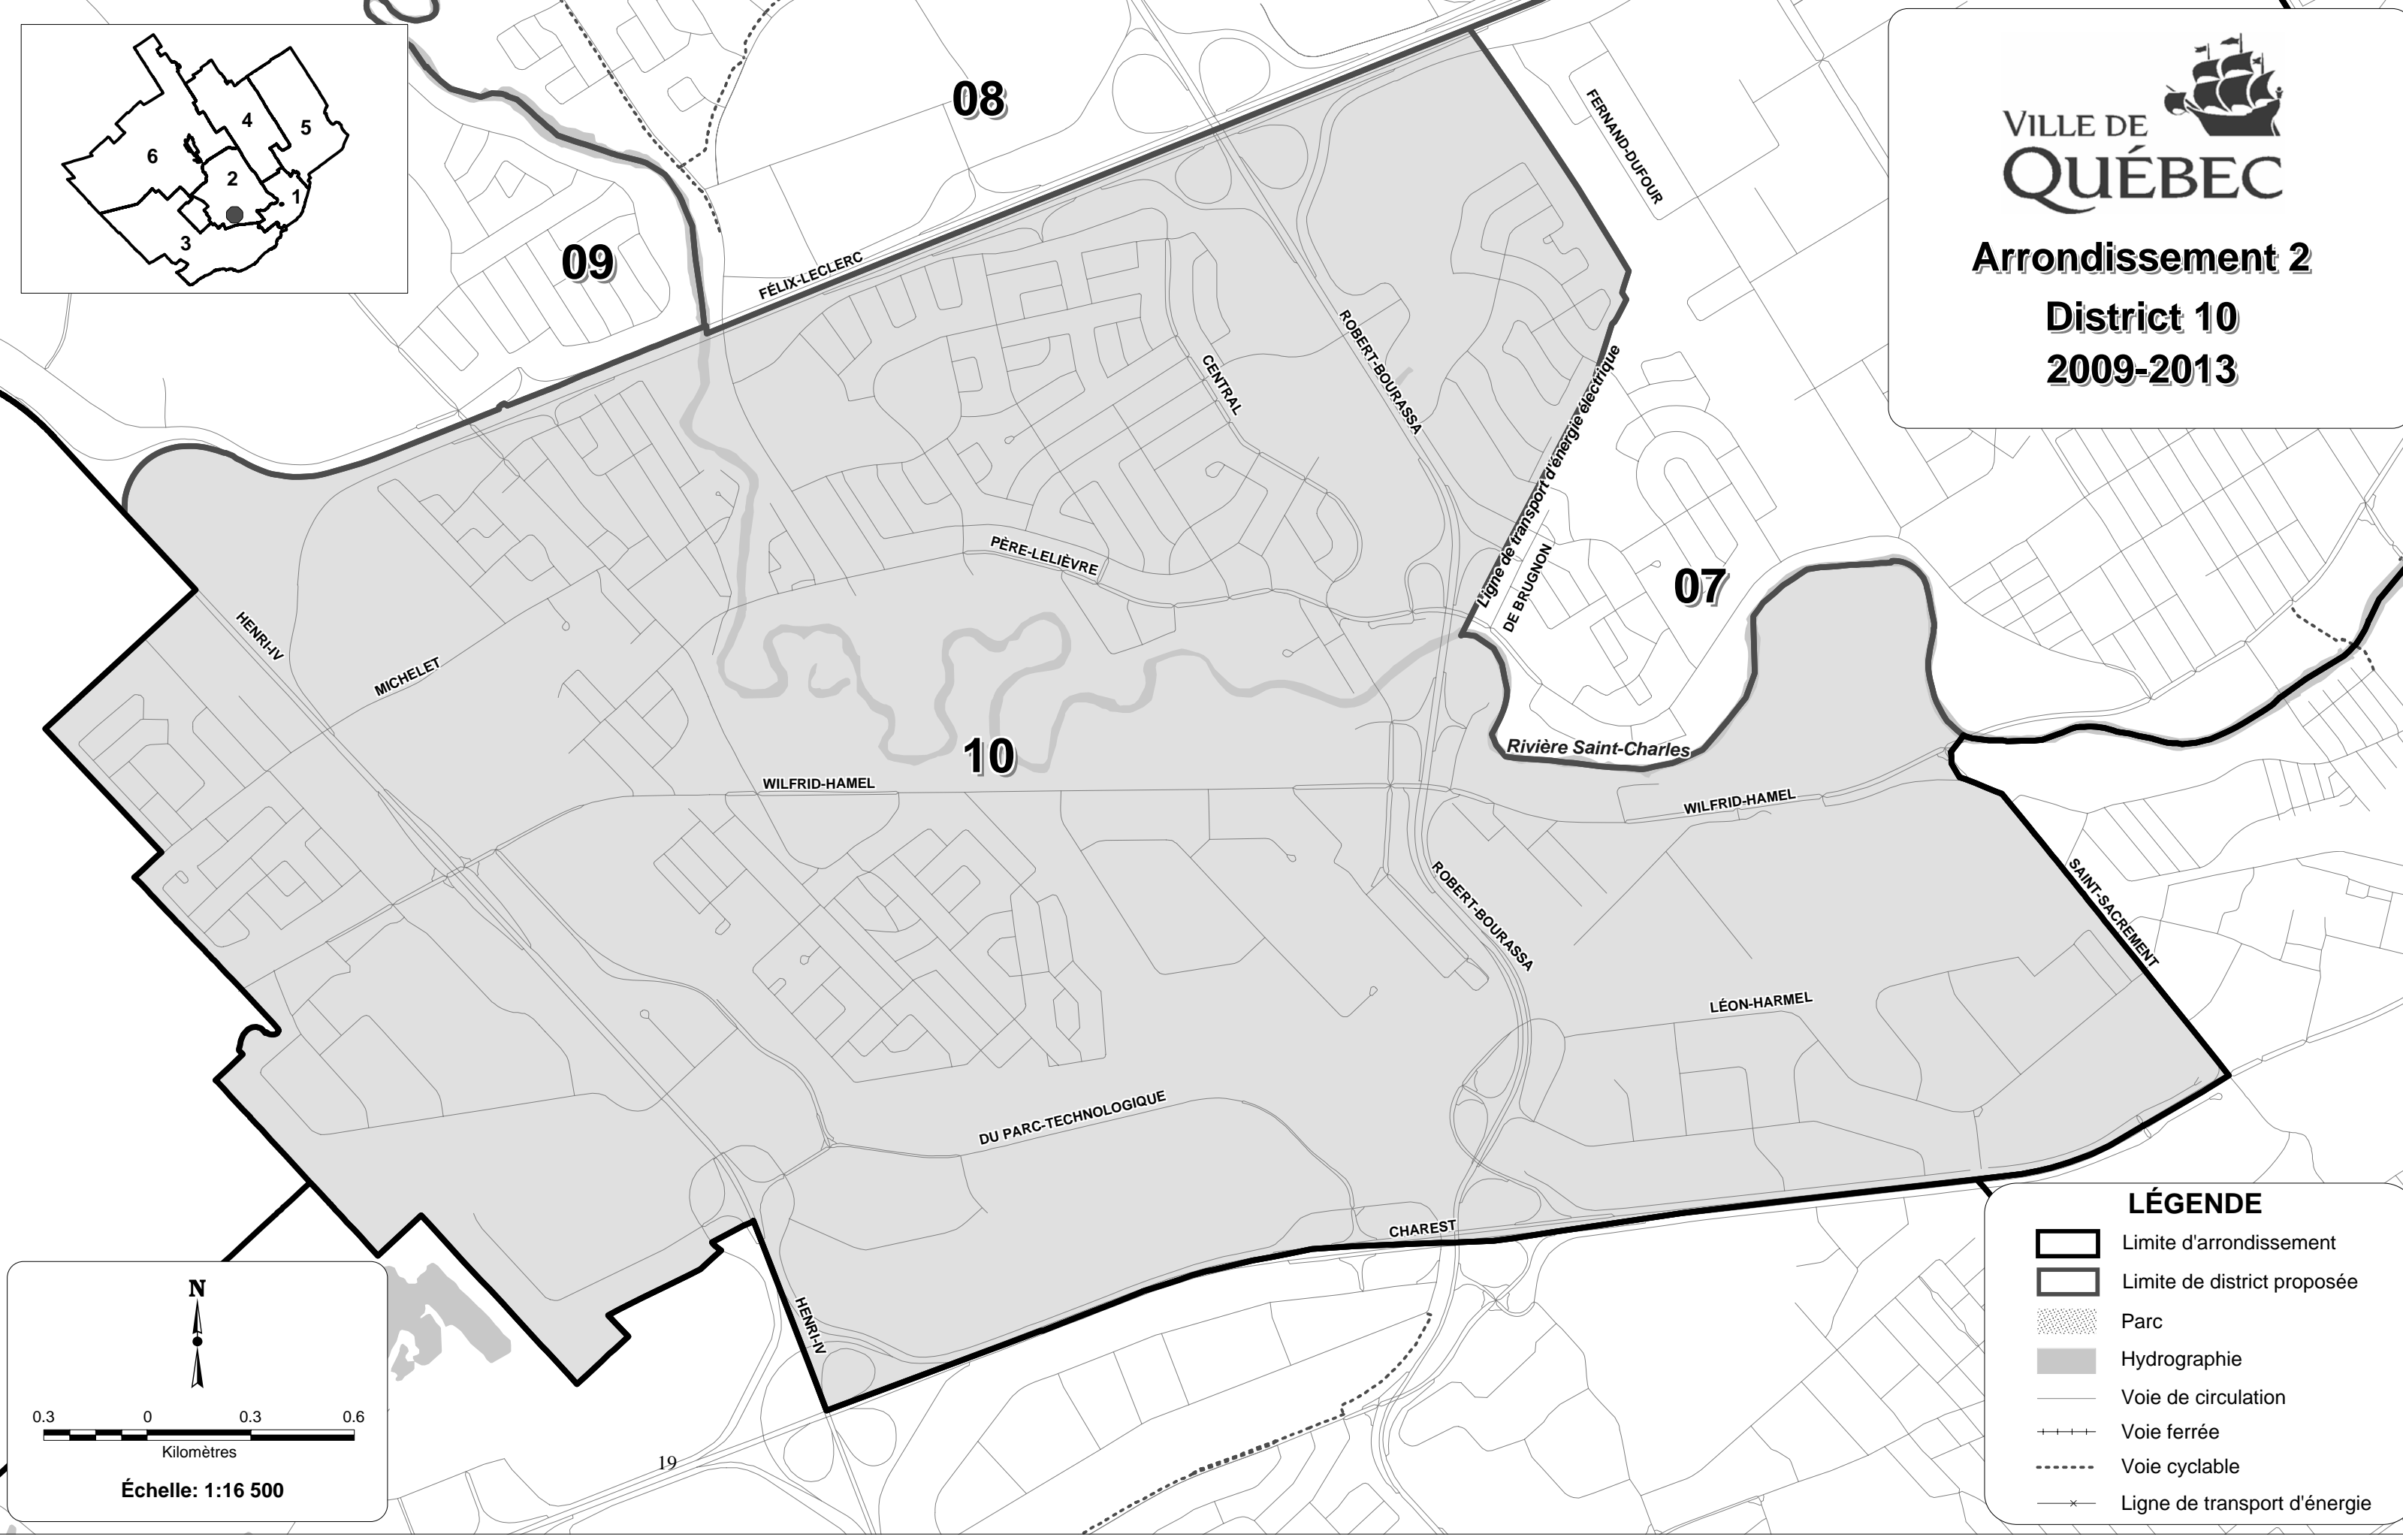 4
5
6
2
1
3
08
09
07
10
FÉLIX-LECLERC
FERNAND-DUFOUR
ROBERT-BOURASSA
CENTRAL
Ligne de transport d'énergie électrique
DE BRUGNON
PÈRE-LELIÈVRE
HENRI-IV
MICHELET
Rivière Saint-Charles
WILFRID-HAMEL
WILFRID-HAMEL
ROBERT-BOURASSA
SAINT-SACREMENT
LÉON-HARMEL
DU PARC-TECHNOLOGIQUE
CHAREST
HENRI-IV
VILLE DE
QUÉBEC
Arrondissement 2
District 10
2009-2013
N
0.3 0 0.3 0.6
Kilomètres
Échelle: 1:16 500
19
LÉGENDE
Limite d'arrondissement
Limite de district proposée
Parc
Hydrographie
Voie de circulation
Voie ferrée
Voie cyclable
Ligne de transport d'énergie